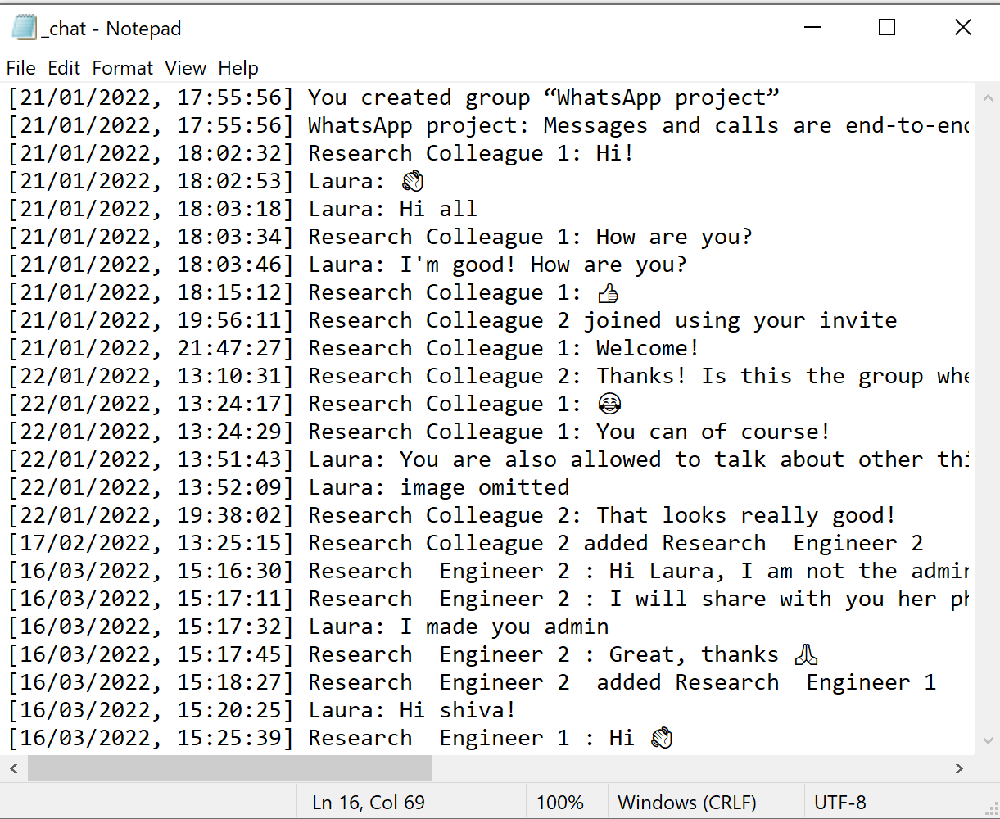 _chat - Notepad
File Edit Format View Help
[21/01/2022, 17:55:56] You created group “WhatsApp project”
[21/01/2022, 17:55:56] WhatsApp project: Messages and calls are end-to-end
[21/01/2022, 18:02:32] Research Colleague 1: Hi!
[21/01/2022, 18:02:53] Laura: 👋
[21/01/2022, 18:03:18] Laura: Hi all
[21/01/2022, 18:03:34] Research Colleague 1: How are you?
[21/01/2022, 18:03:46] Laura: I'm good! How are you?
[21/01/2022, 18:15:12] Research Colleague 1: 👍
[21/01/2022, 19:56:11] Research Colleague 2 joined using your invite
[21/01/2022, 21:47:27] Research Colleague 1: Welcome!
[22/01/2022, 13:10:31] Research Colleague 2: Thanks! Is this the group whe
[22/01/2022, 13:24:17] Research Colleague 1: 😂
[22/01/2022, 13:24:29] Research Colleague 1: You can of course!
[22/01/2022, 13:51:43] Laura: You are also allowed to talk about other thi
[22/01/2022, 13:52:09] Laura: image omitted
[22/01/2022, 19:38:02] Research Colleague 2: That looks really good!
[17/02/2022, 13:25:15] Research Colleague 2 added Research  Engineer 2
[16/03/2022, 15:16:30] Research  Engineer 2 : Hi Laura, I am not the admin
[16/03/2022, 15:17:11] Research  Engineer 2 : I will share with you her ph
[16/03/2022, 15:17:32] Laura: I made you admin
[16/03/2022, 15:17:45] Research  Engineer 2 : Great, thanks 🙏
[16/03/2022, 15:18:27] Research  Engineer 2  added Research  Engineer 1
[16/03/2022, 15:20:25] Laura: Hi shiva!
[16/03/2022, 15:25:39] Research  Engineer 1 : Hi 👋
Ln 16, Col 69 100% Windows (CRLF) UTF-8